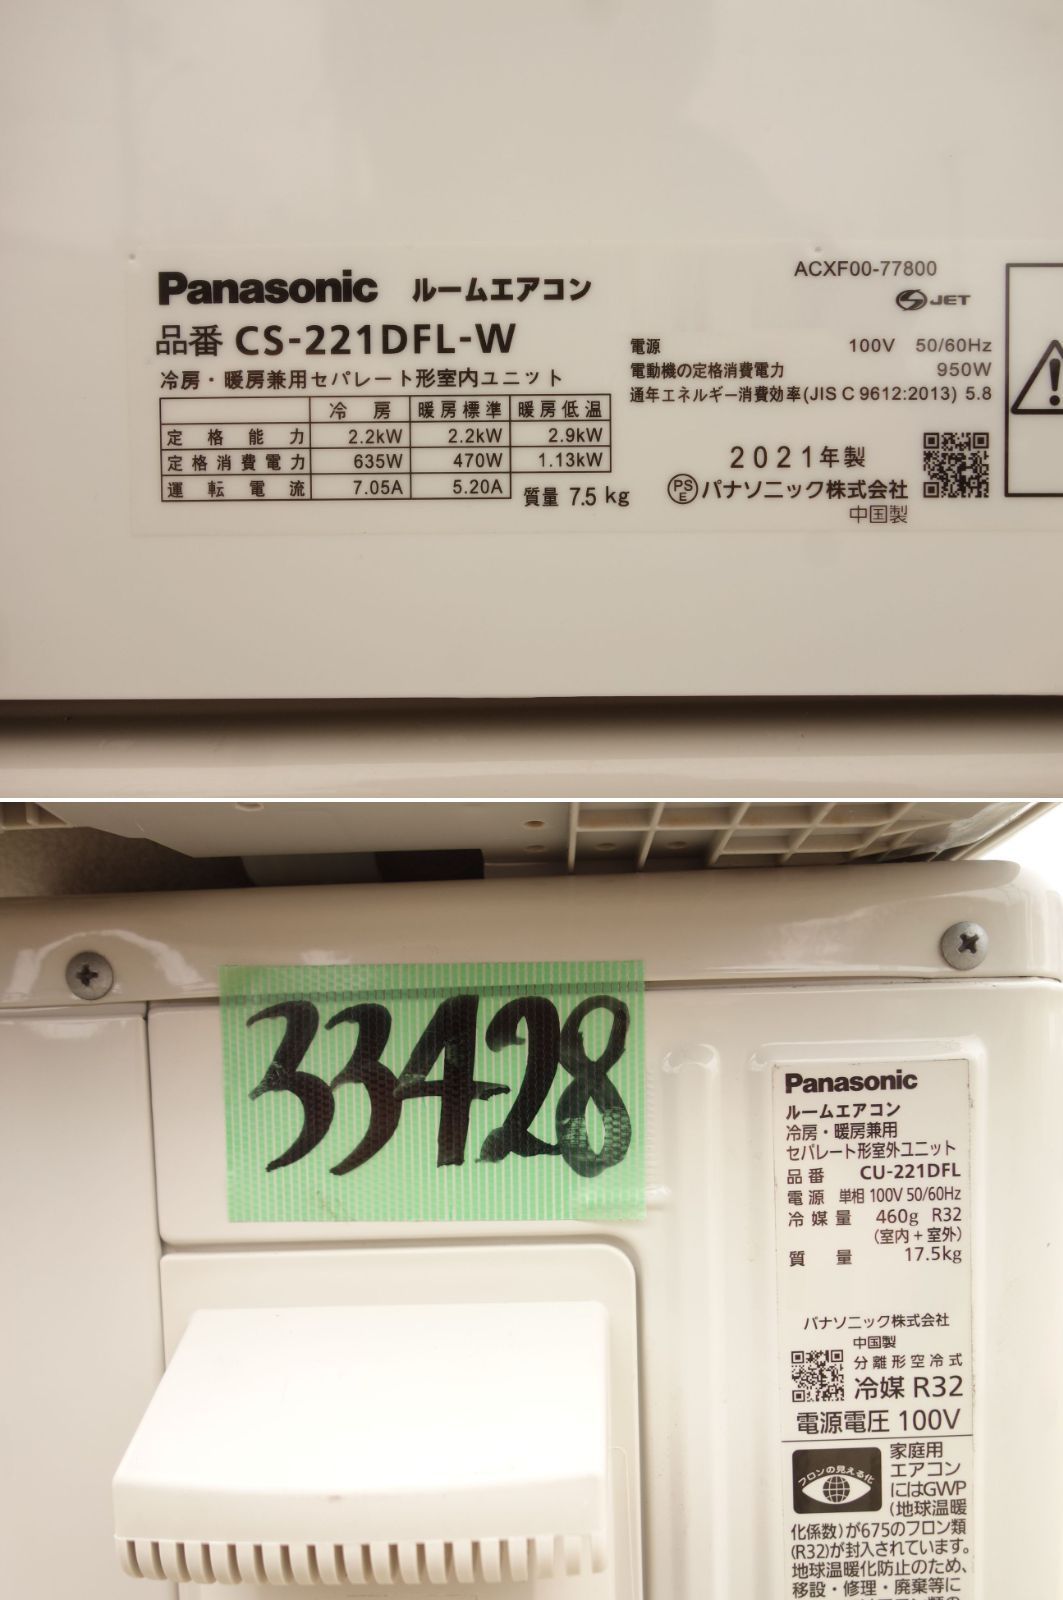 Panasonic ルームエアコン
品番 CS-221DFL-W
冷房・暖房兼用セパレート形室内ユニット
冷房 暖房標準 暖房低温
定格能力 2.2kW 2.2kW 2.9kW
定格消費電力 635W 470W 1.13kW
運転電流 7.05A 5.20A
質量 7.5 kg
ACXF00-77800
JET
電源 100V 50/60Hz
電動機の定格消費電力 950W
通年エネルギー消費効率(JIS C 9612:2013) 5.8
2021年製
PS
E
パナソニック株式会社
中国製
33428
Panasonic
ルームエアコン
冷房・暖房兼用
セパレート形室外ユニット
品番 CU-221DFL
電源 単相 100V 50/60Hz
冷媒量 460g R32
(室内+室外)
質量 17.5kg
パナソニック株式会社
中国製
分離形空冷式
冷媒 R32
電源電圧 100V
フロンの見える化
家庭用
エアコン
にはGWP
(地球温暖
化係数)が675のフロン類
(R32)が封入されています。
地球温暖化防止のため、
移設・修理・廃棄等に